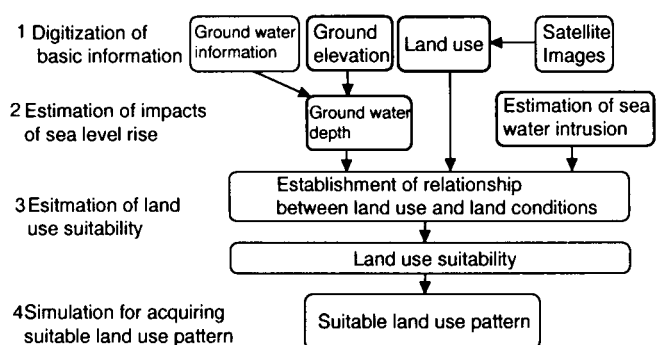 1 Digitization of
basic information
Ground water
information
Ground
elevation
Land use
Satellite
Images
2 Estimation of impacts
of sea level rise
Ground water
depth
Estimation of sea
water intrusion
3 Esitmation of land
use suitability
Establishment of relationship
between land use and land conditions
Land use suitability
4 Simulation for acquiring
suitable land use pattern
Suitable land use pattern